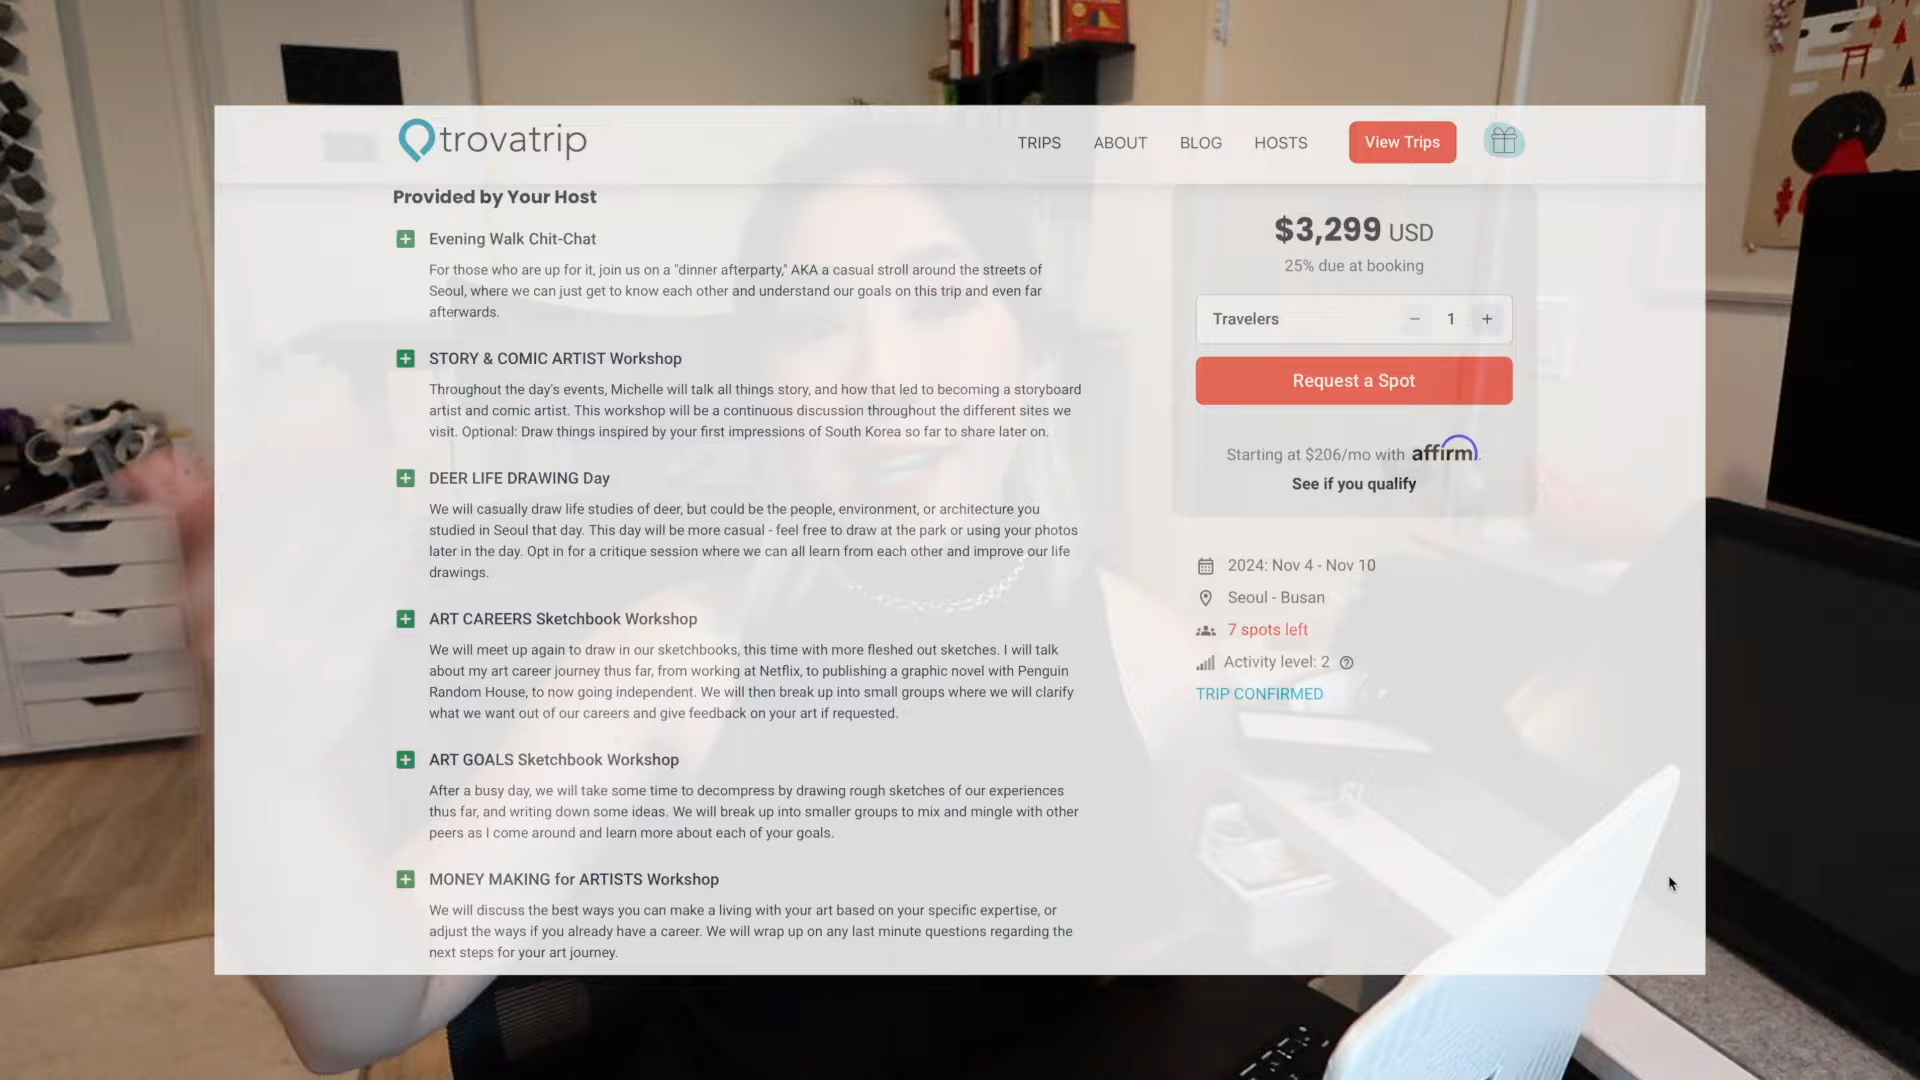 trovatrip
TRIPS ABOUT BLOG HOSTS View Trips
Provided by Your Host
Evening Walk Chit-Chat
For those who are up for it, join us on a "dinner afterparty," AKA a casual stroll around the streets of
Seoul, where we can just get to know each other and understand our goals on this trip and even far
afterwards.
STORY & COMIC ARTIST Workshop
Throughout the day's events, Michelle will talk all things story, and how that led to becoming a storyboard
artist and comic artist. This workshop will be a continuous discussion throughout the different sites we
visit. Optional: Draw things inspired by your first impressions of South Korea so far to share later on.
DEER LIFE DRAWING Day
We will casually draw life studies of deer, but could be the people, environment, or architecture you
studied in Seoul that day. This day will be more casual - feel free to draw at the park or using your photos
later in the day. Opt in for a critique session where we can all learn from each other and improve our life
drawings.
ART CAREERS Sketchbook Workshop
We will meet up again to draw in our sketchbooks, this time with more fleshed out sketches. I will talk
about my art career journey thus far, from working at Netflix, to publishing a graphic novel with Penguin
Random House, to now going independent. We will then break up into small groups where we will clarify
what we want out of our careers and give feedback on your art if requested.
ART GOALS Sketchbook Workshop
After a busy day, we will take some time to decompress by drawing rough sketches of our experiences
thus far, and writing down some ideas. We will break up into smaller groups to mix and mingle with other
peers as I come around and learn more about each of your goals.
MONEY MAKING for ARTISTS Workshop
We will discuss the best ways you can make a living with your art based on your specific expertise, or
adjust the ways if you already have a career. We will wrap up on any last minute questions regarding the
next steps for your art journey.
$3,299 USD
25% due at booking
Travelers − 1 +
Request a Spot
Starting at $206/mo with affirm.
See if you qualify
2024: Nov 4 - Nov 10
Seoul - Busan
7 spots left
Activity level: 2
TRIP CONFIRMED